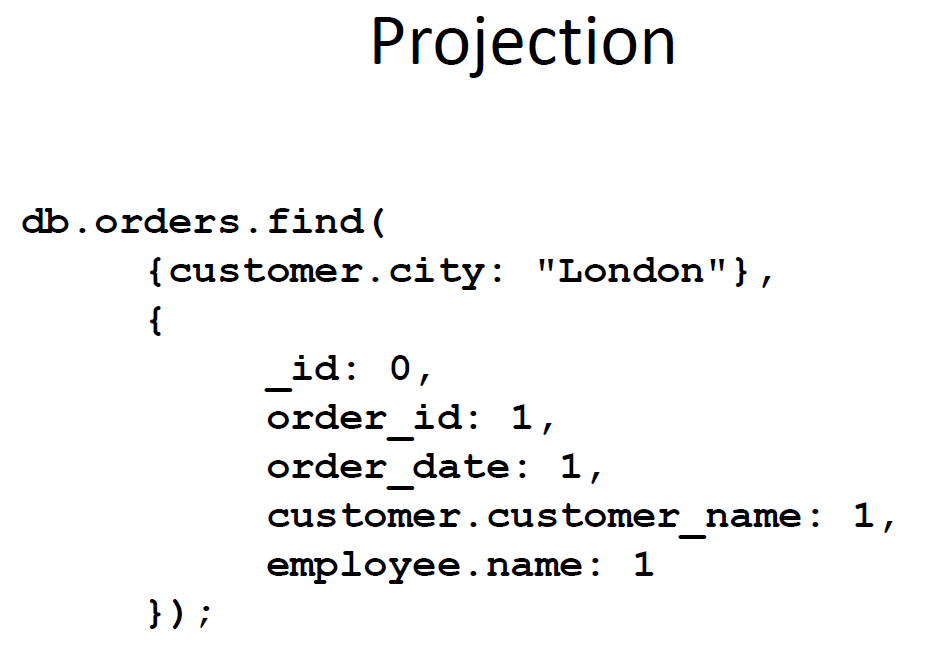 Projection
db.orders.find(
{customer.city: "London"},
{
_id: 0,
order_id: 1,
order_date: 1,
customer.customer_name: 1,
employee.name: 1
});